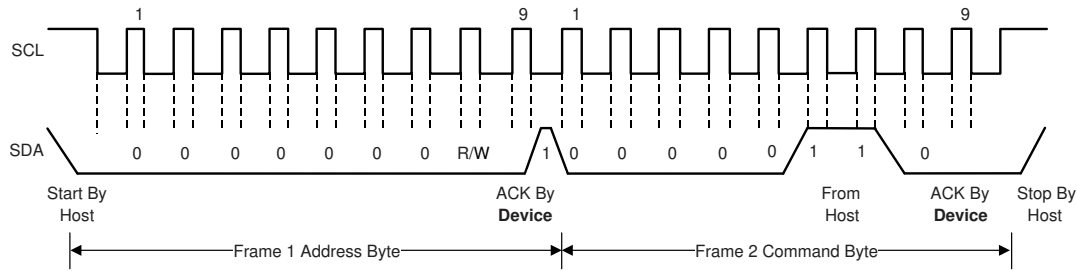 1 9 1 9
SCL
SDA 0 0 0 0 0 0 0 R/W 1 0 0 0 0 0 1 1 0
Start By Host
ACK By Device
From Host
ACK By Device
Stop By Host
Frame 1 Address Byte Frame 2 Command Byte